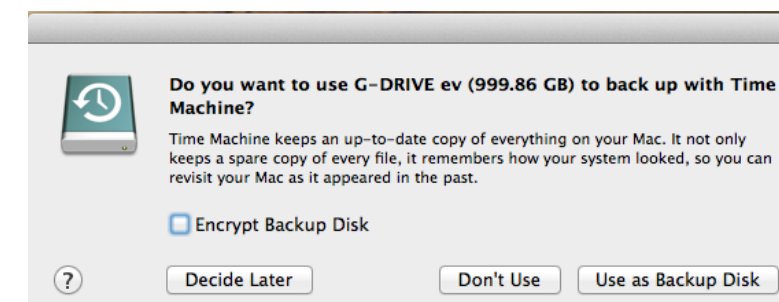 Do you want to use G-DRIVE ev (999.86 GB) to back up with Time
Machine?
Time Machine keeps an up-to-date copy of everything on your Mac. It not only
keeps a spare copy of every file, it remembers how your system looked, so you can
revisit your Mac as it appeared in the past.
Encrypt Backup Disk
? Decide Later Don't Use Use as Backup Disk